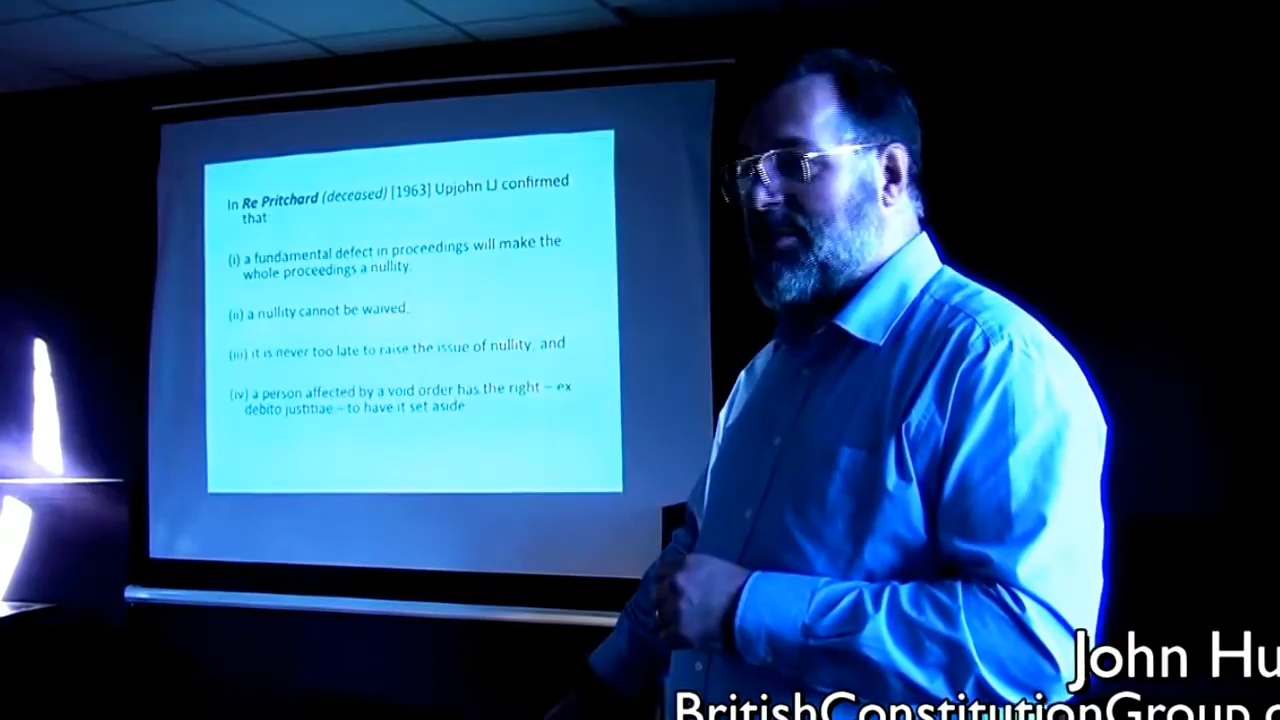 In Re Pritchard (deceased) [1963] Upjohn LJ confirmed
that:
(i) a fundamental defect in proceedings will make the
whole proceedings a nullity.
(ii) a nullity cannot be waived.
(iii) it is never too late to raise the issue of nullity, and
(iv) a person affected by a void order has the right – ex
debito justitiae – to have it set aside
John Hu
BritishConstitutionGroup.c